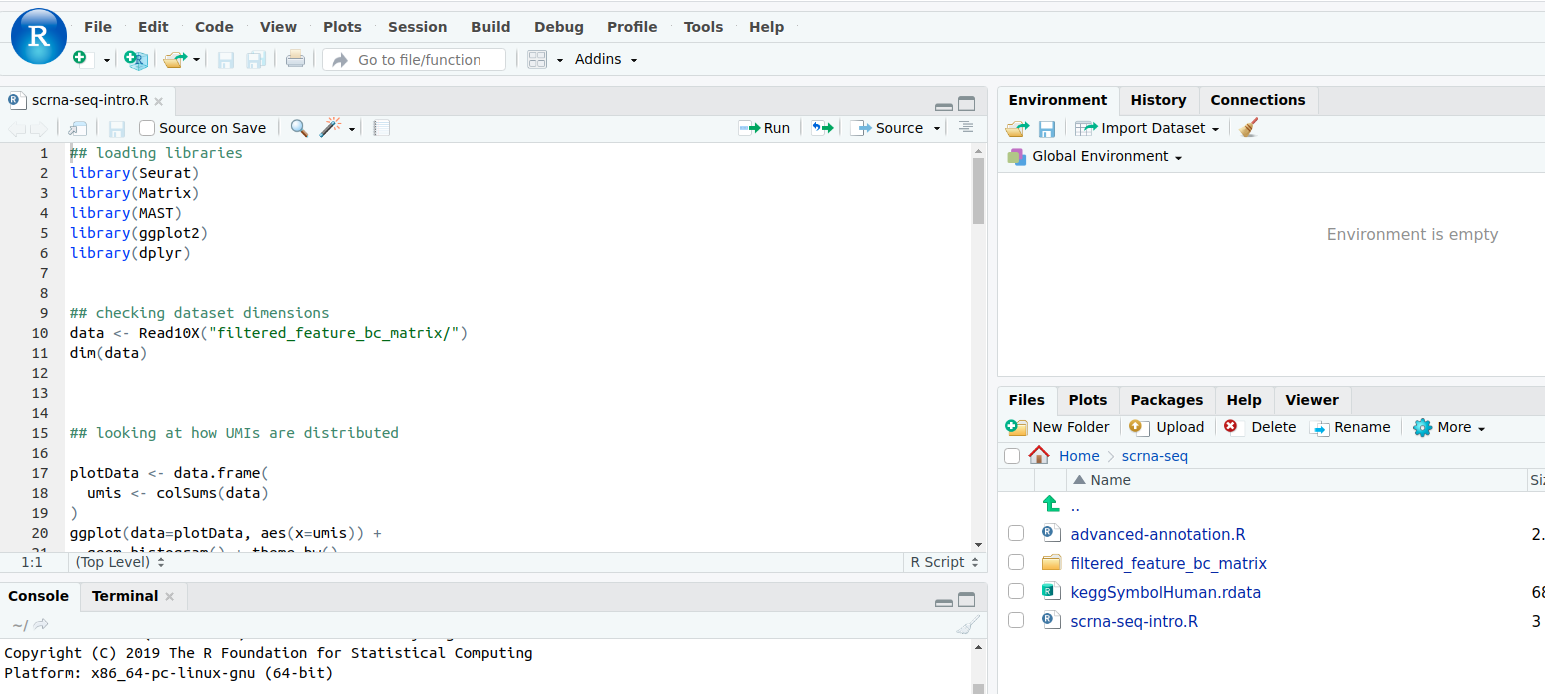 R
File Edit Code View Plots Session Build Debug Profile Tools Help
Go to file/function Addins
scrna-seq-intro.R
Source on Save Run Source
1 ## loading libraries
2 library(Seurat)
3 library(Matrix)
4 library(MAST)
5 library(ggplot2)
6 library(dplyr)
7
8
9 ## checking dataset dimensions
10 data <- Read10X("filtered_feature_bc_matrix/")
11 dim(data)
12
13
14
15 ## looking at how UMIs are distributed
16
17 plotData <- data.frame(
18 umis <- colSums(data)
19 )
20 ggplot(data=plotData, aes(x=umis)) +
1:1 (Top Level) R Script
Console Terminal
~/
Copyright (C) 2019 The R Foundation for Statistical Computing
Platform: x86_64-pc-linux-gnu (64-bit)
Environment History Connections
Import Dataset
Global Environment
Environment is empty
Files Plots Packages Help Viewer
New Folder Upload Delete Rename More
Home scrna-seq
Name
..
advanced-annotation.R 2.
filtered_feature_bc_matrix
keggSymbolHuman.rdata 68
scrna-seq-intro.R 3